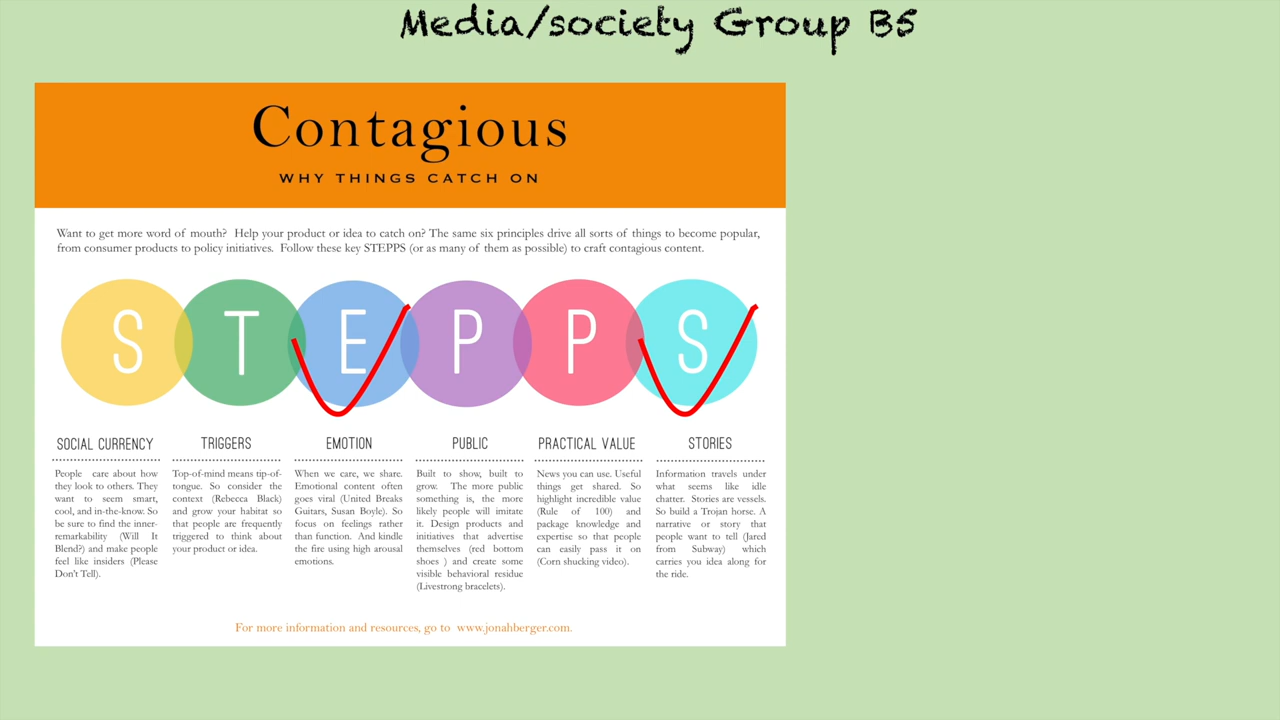 Media/society Group B5
Contagious
WHY THINGS CATCH ON
Want to get more word of mouth? Help your product or idea to catch on? The same six principles drive all sorts of things to become popular,
from consumer products to policy initiatives. Follow these key STEPPS (or as many of them as possible) to craft contagious content.
S T E P P S
SOCIAL CURRENCY
People care about how
they look to others. They
want to seem smart,
cool, and in-the-know. So
be sure to find the inner-
remarkability (Will It
Blend?) and make people
feel like insiders (Please
Don't Tell).
TRIGGERS
Top-of-mind means tip-of-
tongue. So consider the
context (Rebecca Black)
and grow your habitat so
that people are frequently
triggered to think about
your product or idea.
EMOTION
When we care, we share.
Emotional content often
goes viral (United Breaks
Guitars, Susan Boyle). So
focus on feelings rather
than function. And kindle
the fire using high arousal
emotions.
PUBLIC
Built to show, built to
grow. The more public
something is, the more
likely people will imitate
it. Design products and
initiatives that advertise
themselves (red bottom
shoes ) and create some
visible behavioral residue
(Livestrong bracelets).
PRACTICAL VALUE
News you can use. Useful
things get shared. So
highlight incredible value
(Rule of 100) and
package knowledge and
expertise so that people
can easily pass it on
(Corn shucking video).
STORIES
Information travels under
what seems like idle
chatter. Stories are vessels.
So build a Trojan horse. A
narrative or story that
people want to tell (Jared
from Subway) which
carries you idea along for
the ride.
For more information and resources, go to www.jonahberger.com.